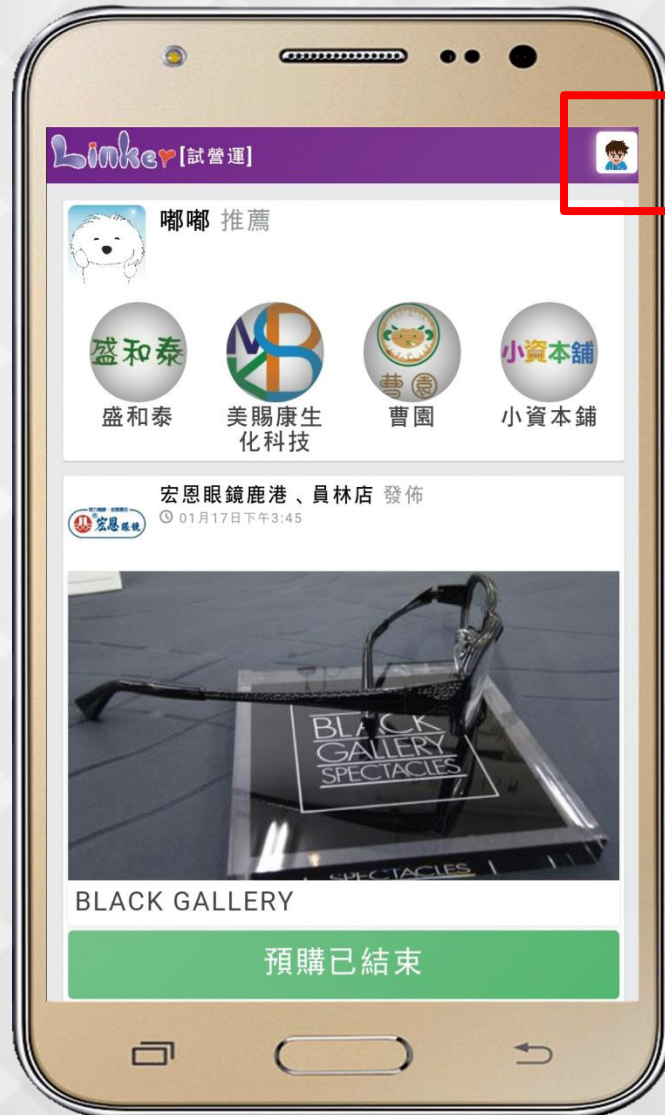 Linker[試營運]
嘟嘟 推薦
盛和泰
MKSB
曹園
小資本舖
盛和泰
美賜康生
化科技
曹園
小資本鋪
宏恩眼鏡鹿港、員林店 發佈
01月17日下午3:45
宏恩眼鏡
BLACK
GALLERY
SPECTACLES
SPECTACLES
BLACK GALLERY
預購已結束